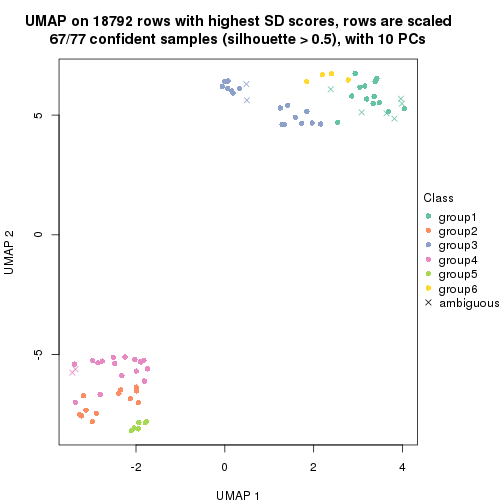 UMAP on 18792 rows with highest SD scores, rows are scaled
67/77 confident samples (silhouette > 0.5), with 10 PCs
5
0
-5
UMAP 2
-2
0
2
4
UMAP 1
Class
group1
group2
group3
group4
group5
group6
ambiguous